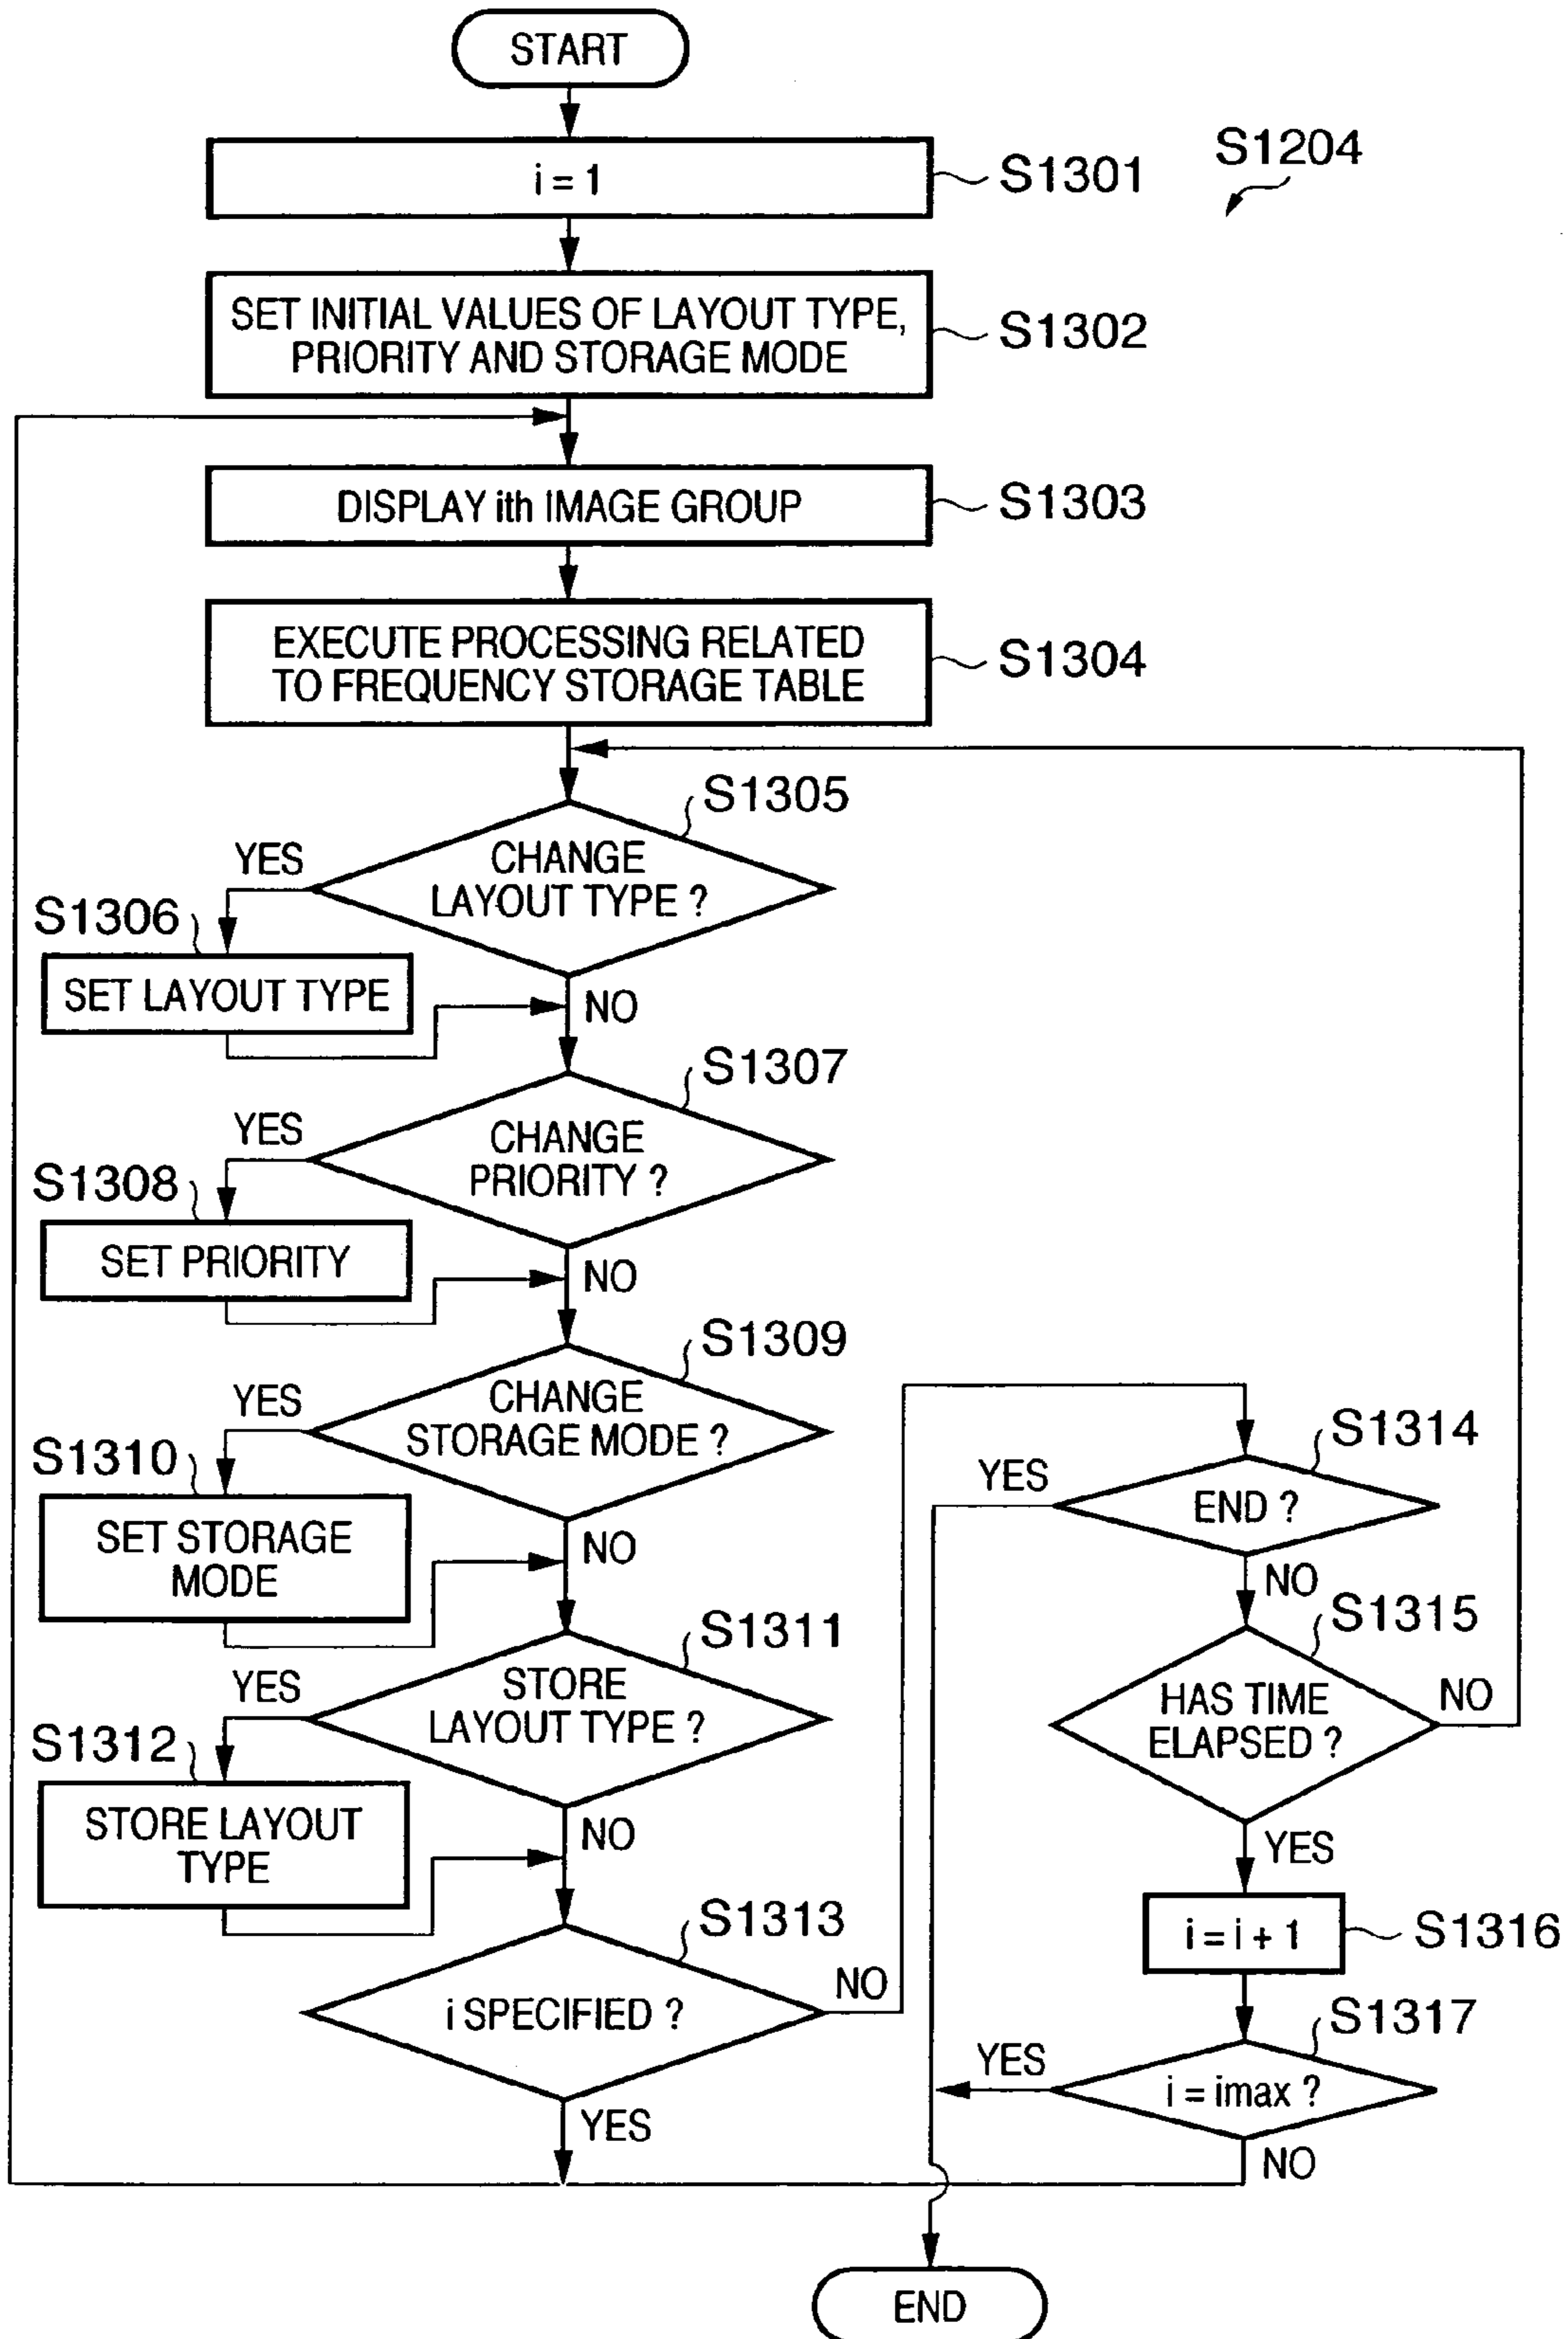 START
i = 1
S1301
S1204
SET INITIAL VALUES OF LAYOUT TYPE,
PRIORITY AND STORAGE MODE
S1302
DISPLAY ith IMAGE GROUP
S1303
EXECUTE PROCESSING RELATED
TO FREQUENCY STORAGE TABLE
S1304
S1305
CHANGE
LAYOUT TYPE ?
YES
S1306
SET LAYOUT TYPE
NO
S1307
CHANGE
PRIORITY ?
YES
S1308
SET PRIORITY
NO
S1309
CHANGE
STORAGE MODE ?
YES
S1310
SET STORAGE
MODE
NO
S1311
STORE
LAYOUT TYPE ?
YES
S1312
STORE LAYOUT
TYPE
NO
S1313
i SPECIFIED ?
NO
YES
S1314
END ?
YES
NO
S1315
HAS TIME
ELAPSED ?
NO
YES
i = i + 1
S1316
S1317
i = imax ?
YES
NO
END